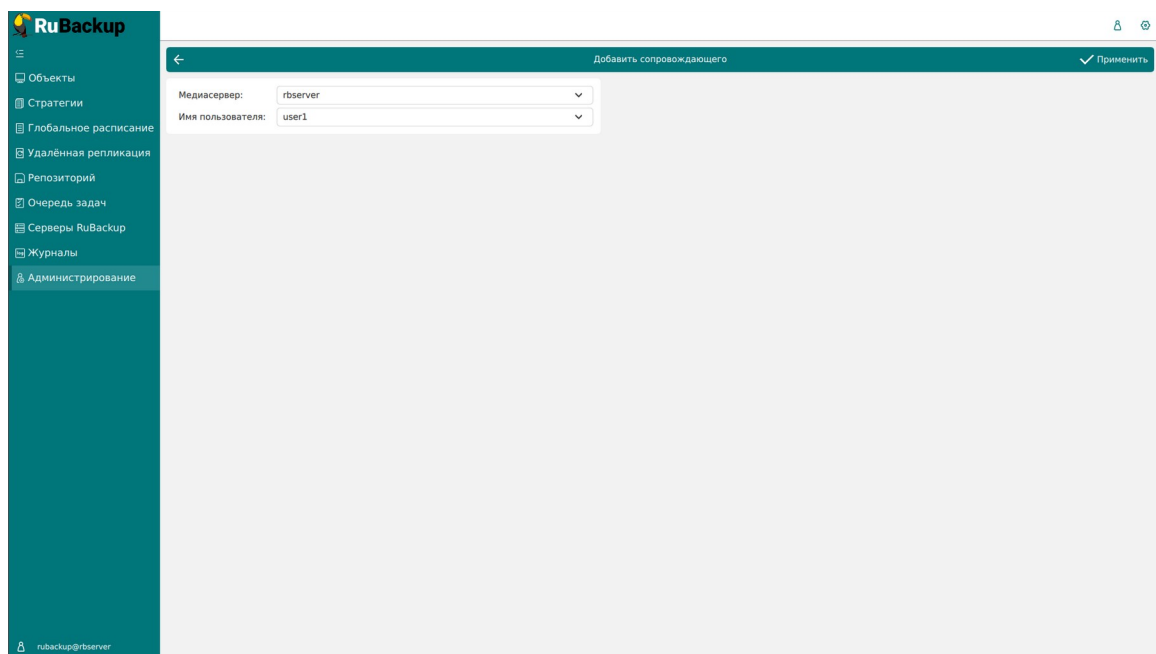 RuBackup
Добавить сопровождающего
Применить
Объекты
Стратегии
Глобальное расписание
Удалённая репликация
Репозиторий
Очередь задач
Серверы RuBackup
Журналы
Администрирование
Медиасервер: rbserver
Имя пользователя: user1
rubackup@rbserver